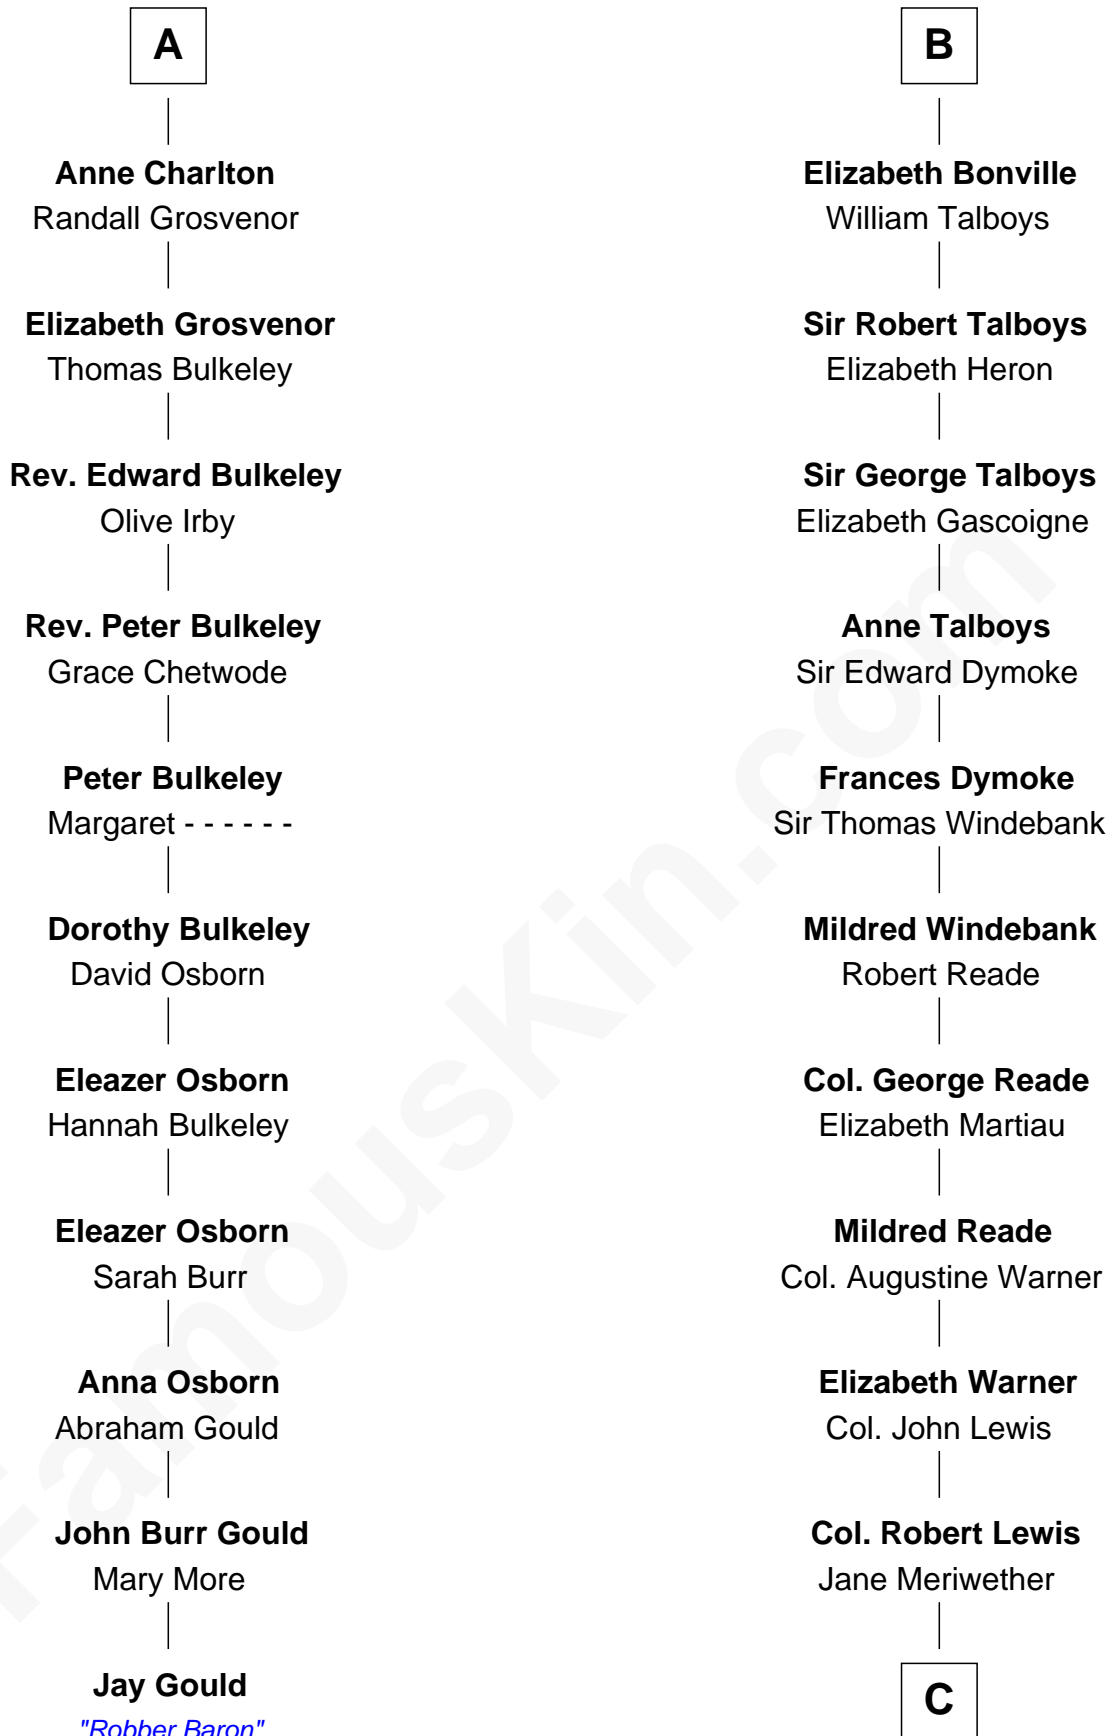 A
Anne Charlton
Randall Grosvenor
Elizabeth Grosvenor
Thomas Bulkeley
Rev. Edward Bulkeley
Olive Irby
Rev. Peter Bulkeley
Grace Chetwode
Peter Bulkeley
Margaret - - - - - -
Dorothy Bulkeley
David Osborn
Eleazer Osborn
Hannah Bulkeley
Eleazer Osborn
Sarah Burr
Anna Osborn
Abraham Gould
John Burr Gould
Mary More
Jay Gould
"Robber Baron"
B
Elizabeth Bonville
William Talboys
Sir Robert Talboys
Elizabeth Heron
Sir George Talboys
Elizabeth Gascoigne
Anne Talboys
Sir Edward Dymoke
Frances Dymoke
Sir Thomas Windebank
Mildred Windebank
Robert Reade
Col. George Reade
Elizabeth Martiau
Mildred Reade
Col. Augustine Warner
Elizabeth Warner
Col. John Lewis
Col. Robert Lewis
Jane Meriwether
C
FamousKin.com